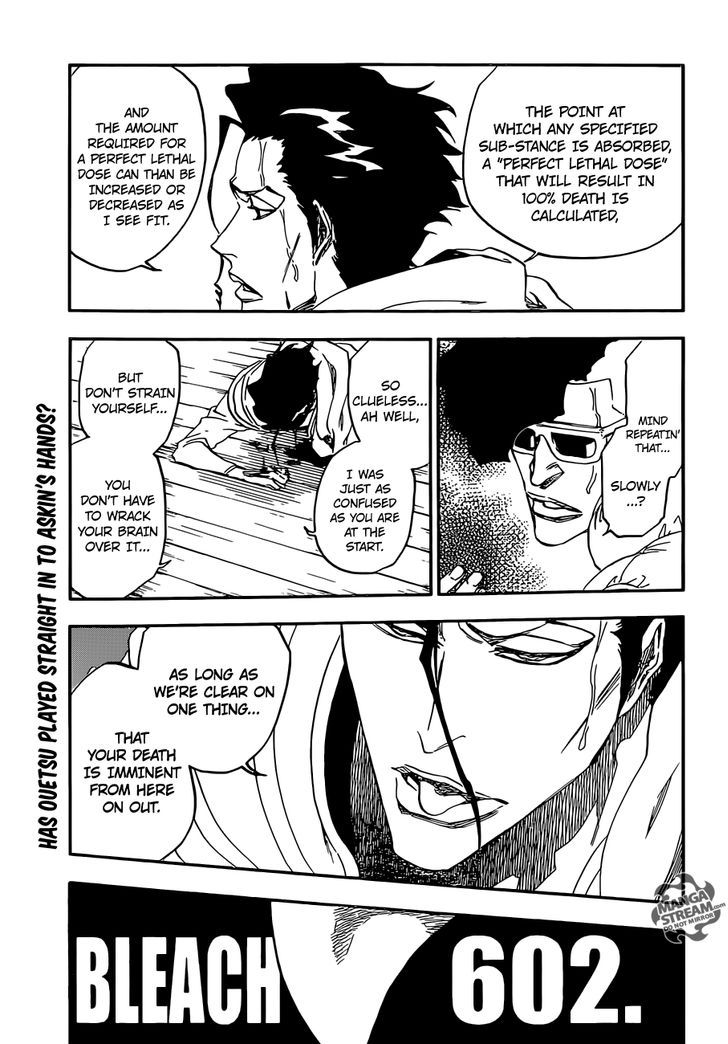 THE POINT AT
WHICH ANY SPECIFIED
SUB-STANCE IS ABSORBED,
A "PERFECT LETHAL DOSE"
THAT WILL RESULT IN
100% DEATH IS
CALCULATED,
AND
THE AMOUNT
REQUIRED FOR
A PERFECT LETHAL
DOSE CAN THAN BE
INCREASED OR
DECREASED AS
I SEE FIT.
MIND
REPEATIN'
THAT...
SLOWLY
...?
SO
CLUELESS...
AH WELL,
I WAS
JUST AS
CONFUSED
AS YOU ARE
AT THE
START.
BUT
DON'T STRAIN
YOURSELF...
YOU
DON'T HAVE
TO WRACK
YOUR BRAIN
OVER IT...
HAS OUETSU PLAYED STRAIGHT IN TO ASKIN'S HANDS?
AS LONG AS
WE'RE CLEAR ON
ONE THING...
THAT
YOUR DEATH
IS IMMINENT
FROM HERE
ON OUT.
MANGA
STREAM.com
DO NOT MIRROR
BLEACH 602.